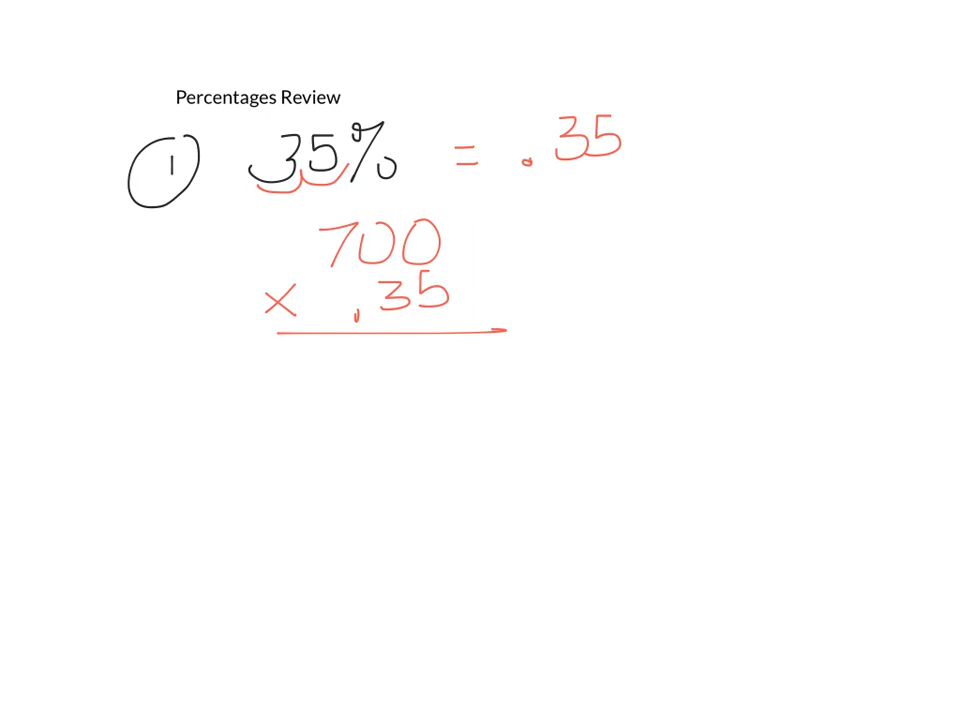 Percentages Review
① 35% = .35
700
× .35